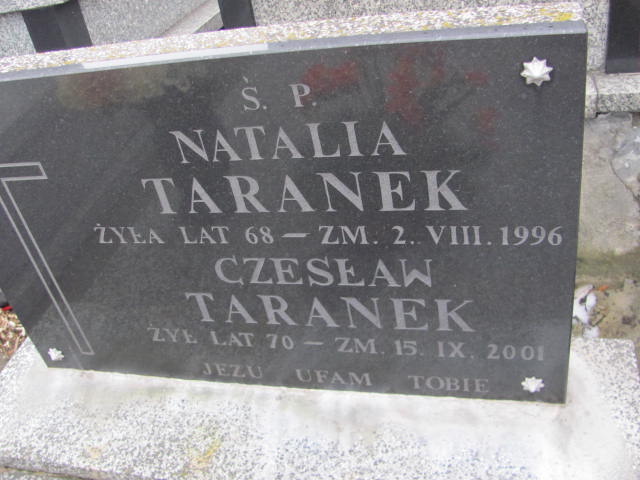 Ś. P.
NATALIA
TARANEK
ŻYŁA LAT 68 – ZM. 2. VIII. 1996
CZESŁAW
TARANEK
ŻYŁ LAT 70 – ZM. 15. IX. 2001
JEZU UFAM TOBIE